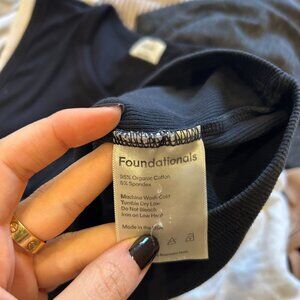 Foundationals
95% Organic Cotton
5% Spandex
Machine Wash Cold
Tumble Dry Low
Do Not Bleach
Iron on Low Heat
Made in the